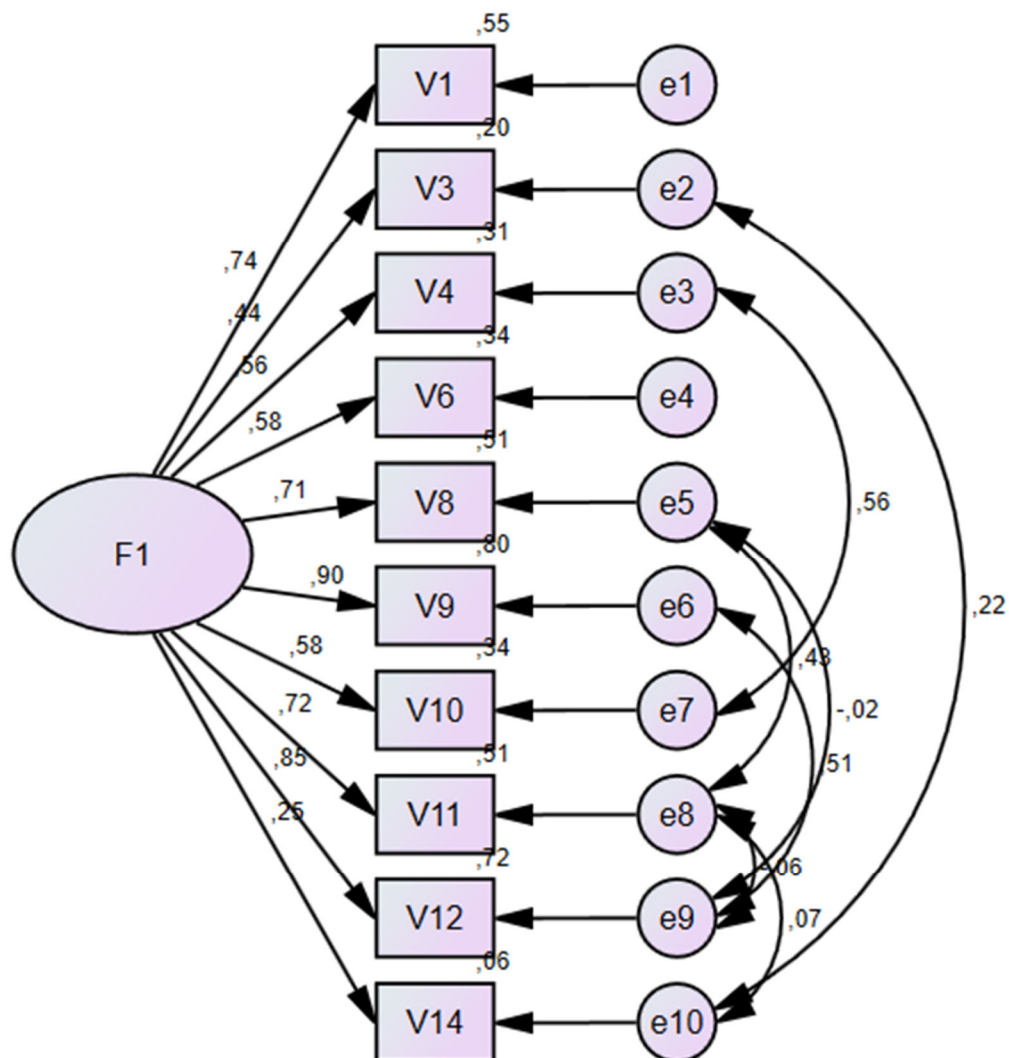 ,55
V1
e1
,20
V3
e2
,31
V4
e3
,74
,44
,34
,56
V6
e4
,58
,51
,71
V8
e5
,56
,80
,90
V9
e6
,22
,58
,34
,43
V10
e7
-,02
,72
,51
,51
,85
V11
e8
,25
,72
V12
e9
,07
,06
V14
e10
F1